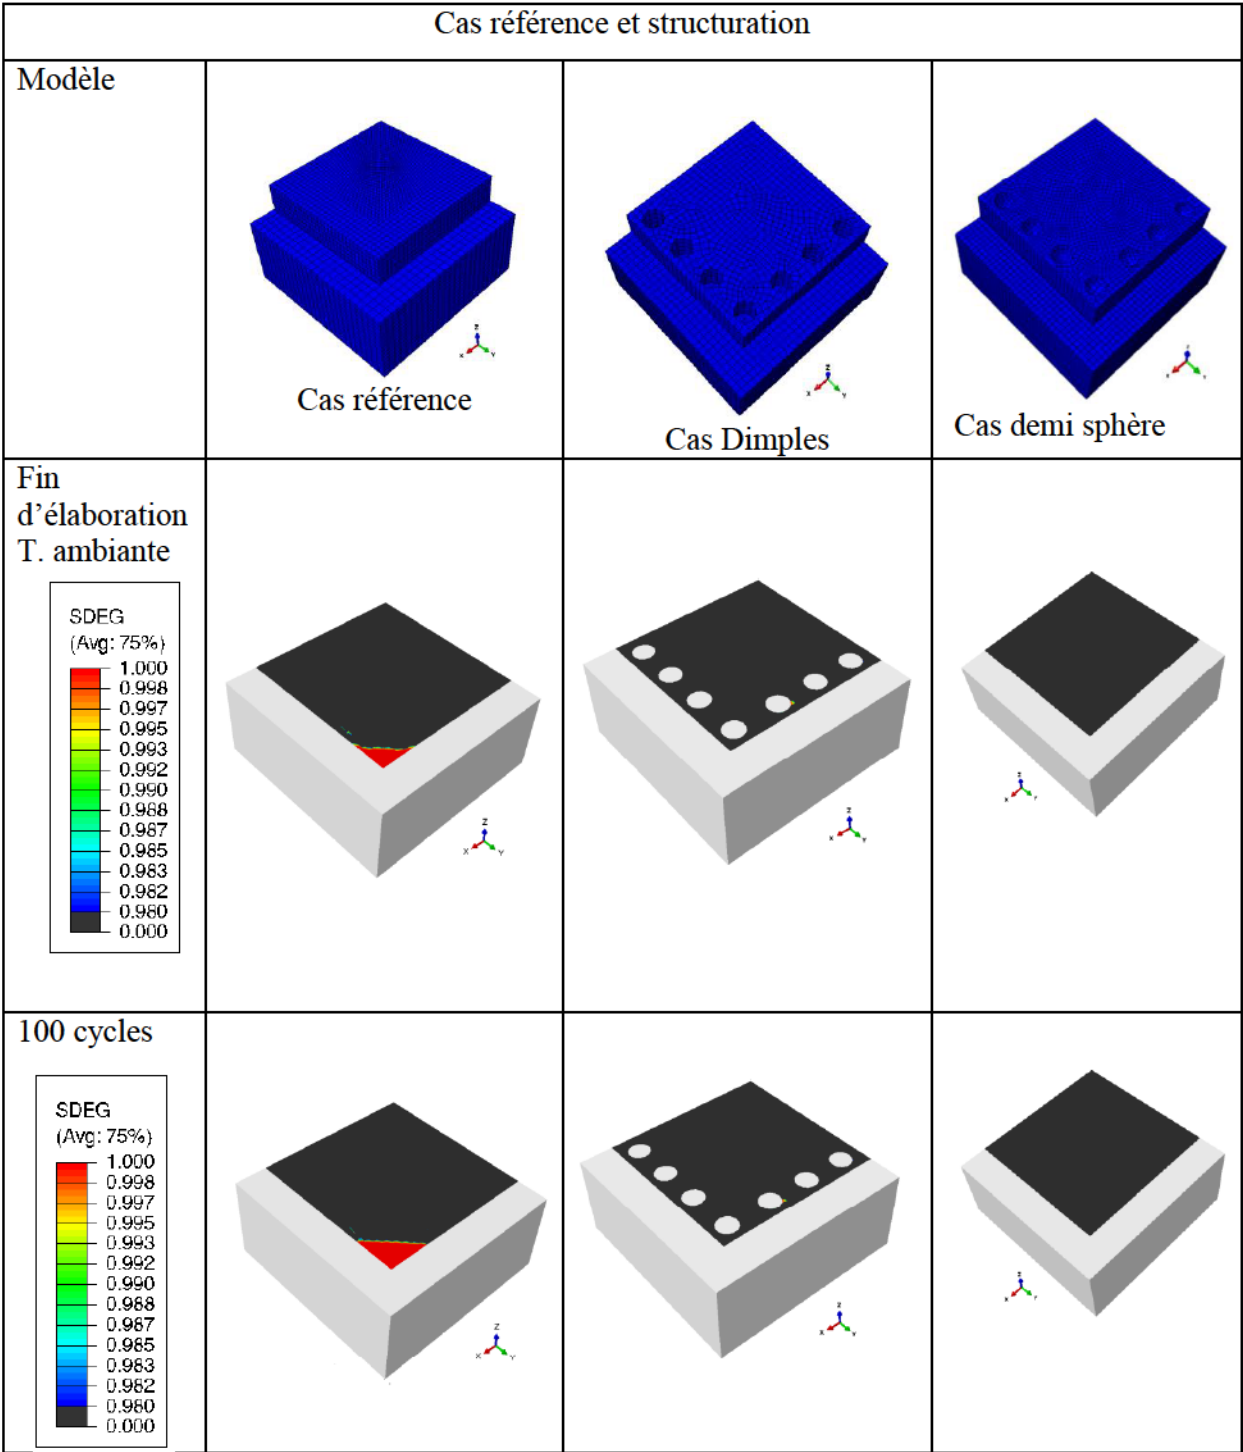 Cas référence et structuration
Modèle
Z
X
Y
Cas référence
Z
X
Y
Cas Dimples
Cas demi sphère
Fin
d'élaboration
T. ambiante
SDEG
(Avg: 75%)
1.000
0.998
0.997
0.995
0.993
0.992
0.990
0.988
0.987
0.985
0.983
0.982
0.980
0.000
Z
X
Y
Z
X
Y
Z
X
Y
100 cycles
SDEG
(Avg: 75%)
1.000
0.998
0.997
0.995
0.993
0.992
0.990
0.988
0.987
0.985
0.983
0.982
0.980
0.000
Z
X
Y
Z
X
Y
Z
X
Y